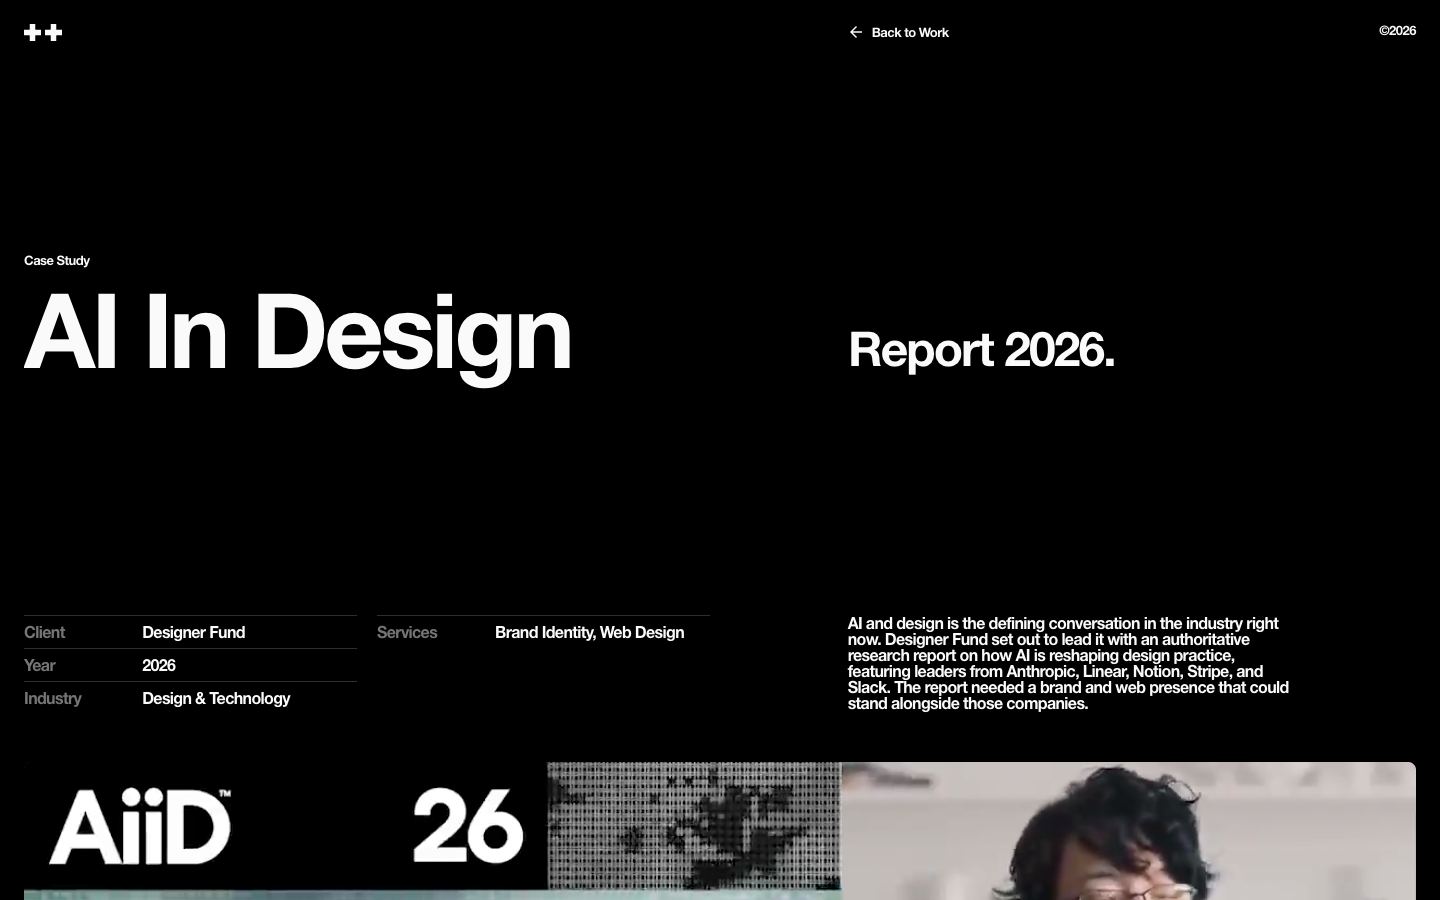 Back to Work
©2026
Case Study
AI In Design
Report 2026.
Client Designer Fund
Year 2026
Industry Design & Technology
Services Brand Identity, Web Design
AI and design is the defining conversation in the industry right
now. Designer Fund set out to lead it with an authoritative
research report on how AI is reshaping design practice,
featuring leaders from Anthropic, Linear, Notion, Stripe, and
Slack. The report needed a brand and web presence that could
stand alongside those companies.
AiiD™ 26